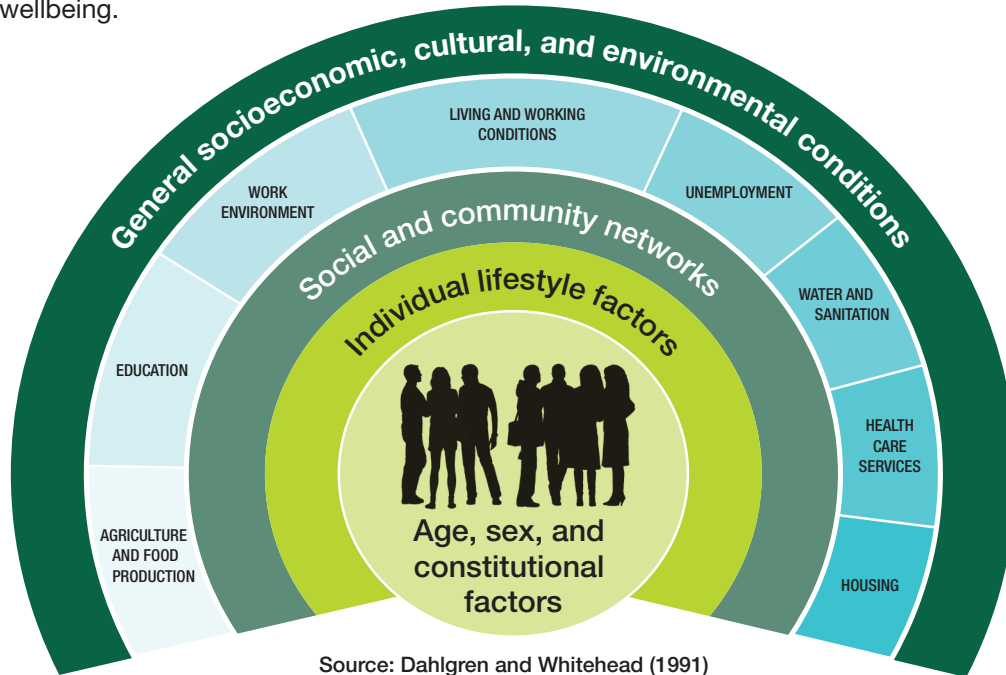 wellbeing.
General socioeconomic, cultural, and environmental conditions
LIVING AND WORKING
CONDITIONS
WORK
ENVIRONMENT
UNEMPLOYMENT
Social and community networks
WATER AND
SANITATION
Individual lifestyle factors
EDUCATION
HEALTH
CARE
SERVICES
AGRICULTURE
AND FOOD
PRODUCTION
HOUSING
Age, sex, and
constitutional
factors
Source: Dahlgren and Whitehead (1991)